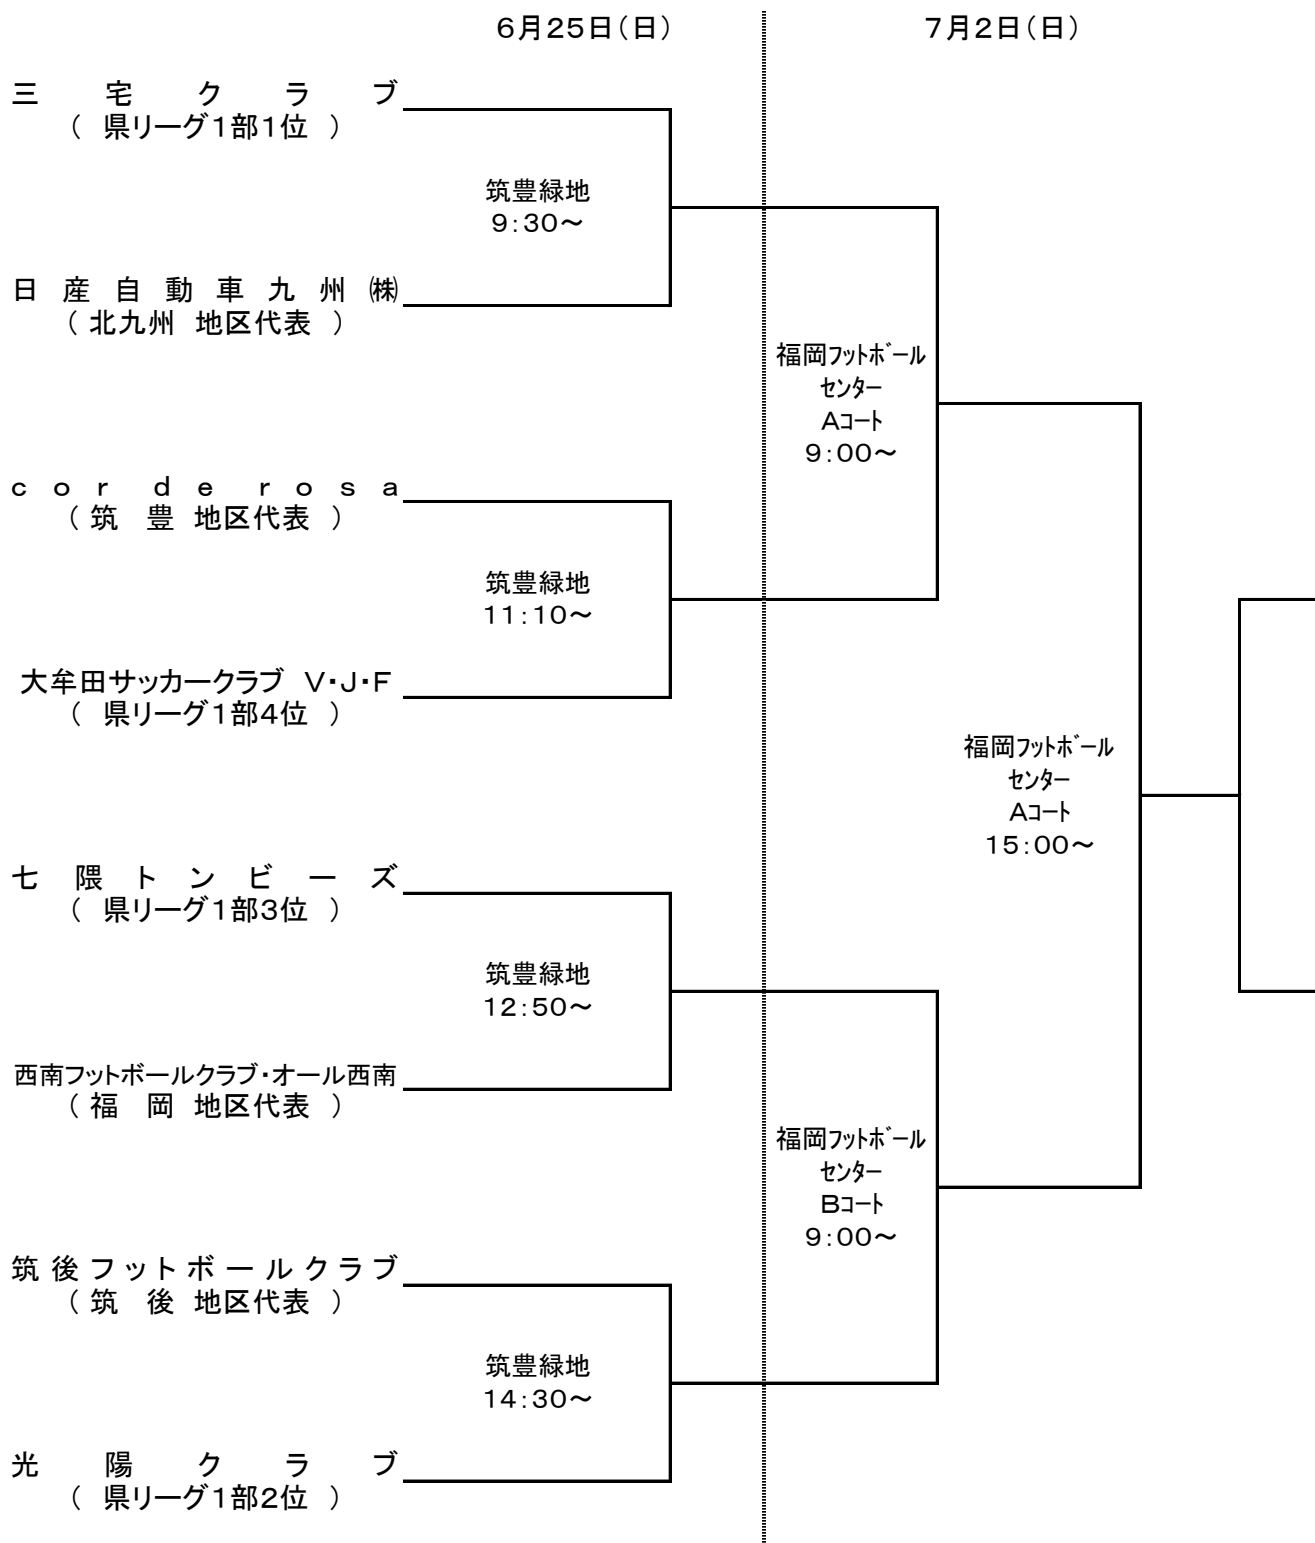 6月25日(日)
7月2日(日)
三宅クラブ
( 県リーグ1部1位 )
筑豊緑地
9:30～
日産自動車九州㈱
( 北九州 地区代表 )
福岡フットボール
センター
Aコート
9:00～
cor de rosa
( 筑 豊 地区代表 )
筑豊緑地
11:10～
大牟田サッカークラブ V・J・F
( 県リーグ1部4位 )
福岡フットボール
センター
Aコート
15:00～
七隈トンビーズ
( 県リーグ1部3位 )
筑豊緑地
12:50～
西南フットボールクラブ・オール西南
( 福 岡 地区代表 )
福岡フットボール
センター
Bコート
9:00～
筑後フットボールクラブ
( 筑 後 地区代表 )
筑豊緑地
14:30～
光陽クラブ
( 県リーグ1部2位 )